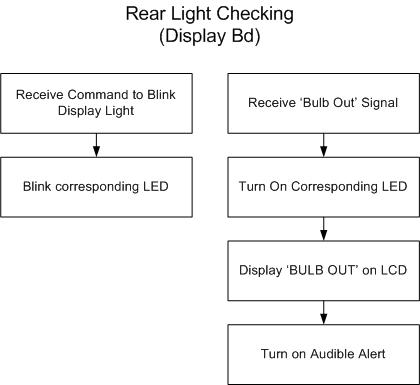 Rear Light Checking
(Display Bd)
Receive Command to Blink
Display Light
Blink corresponding LED
Receive ‘Bulb Out’ Signal
Turn On Corresponding LED
Display ‘BULB OUT’ on LCD
Turn on Audible Alert